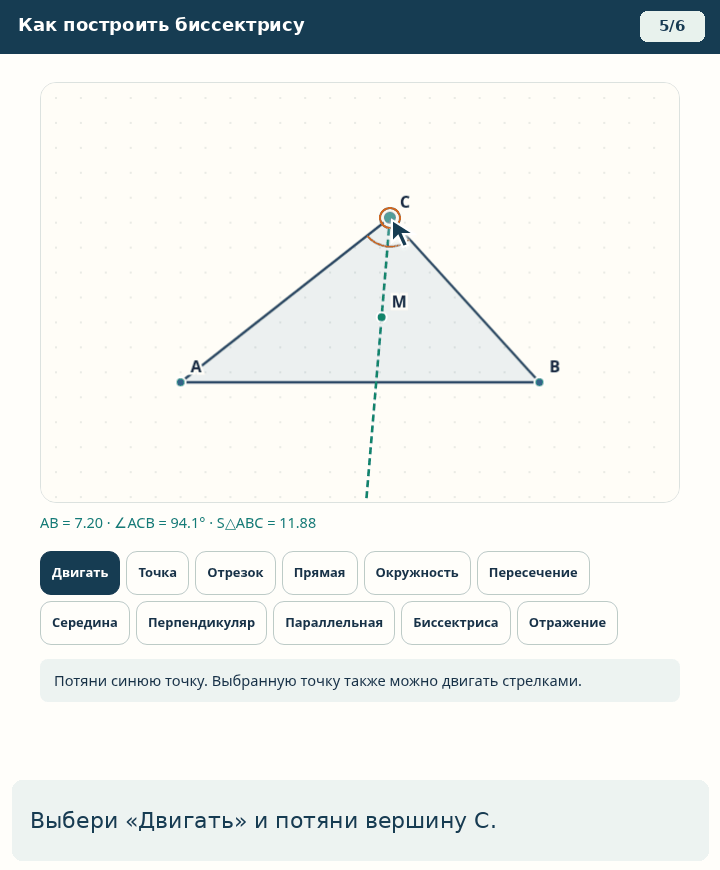 Как построить биссектрису
5/6
C
M
A
B
AB = 7.20 · ∠ACB = 94.1° · S△ABC = 11.88
Двигать Точка Отрезок Прямая Окружность Пересечение
Середина Перпендикуляр Параллельная Биссектриса Отражение
Потяни синюю точку. Выбранную точку также можно двигать стрелками.
Выбери «Двигать» и потяни вершину C.